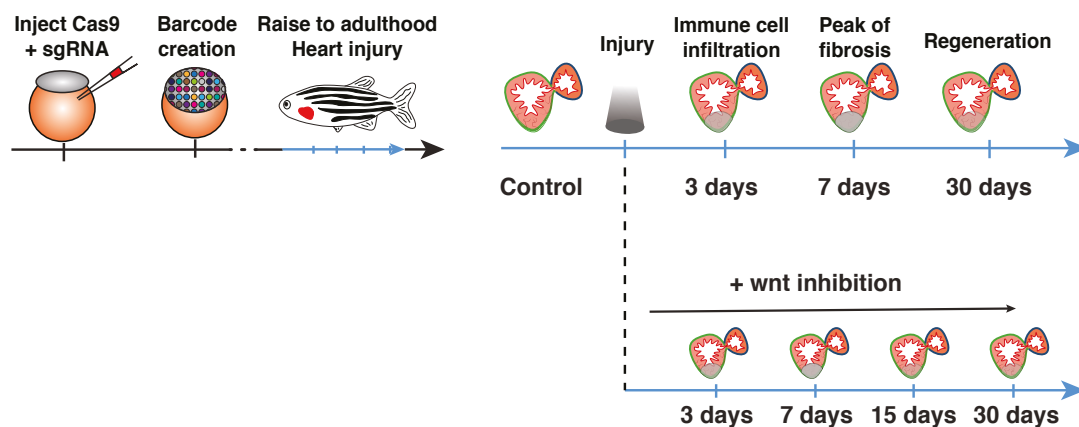 Inject Cas9
+ sgRNA
Barcode
creation
Raise to adulthood
Heart injury
Injury
Immune cell
infiltration
Peak
of fibrosis
Regeneration
Control
3 days
7 days
30 days
+ wnt inhibition
3 days
7 days
15 days
30 days